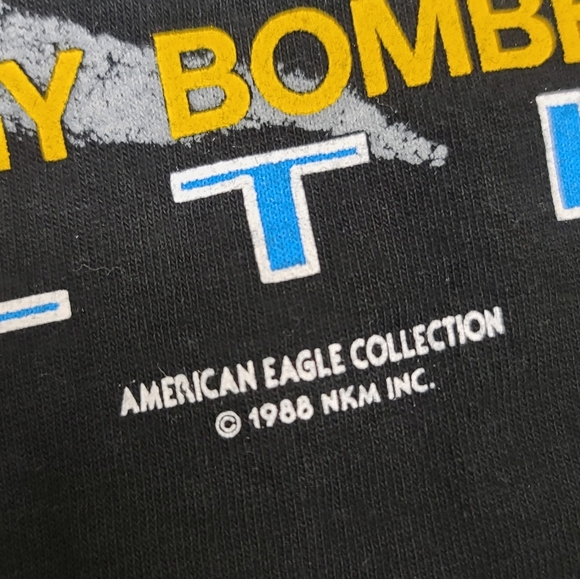 BOMB
T
AMERICAN EAGLE COLLECTION
© 1988 NKM INC.